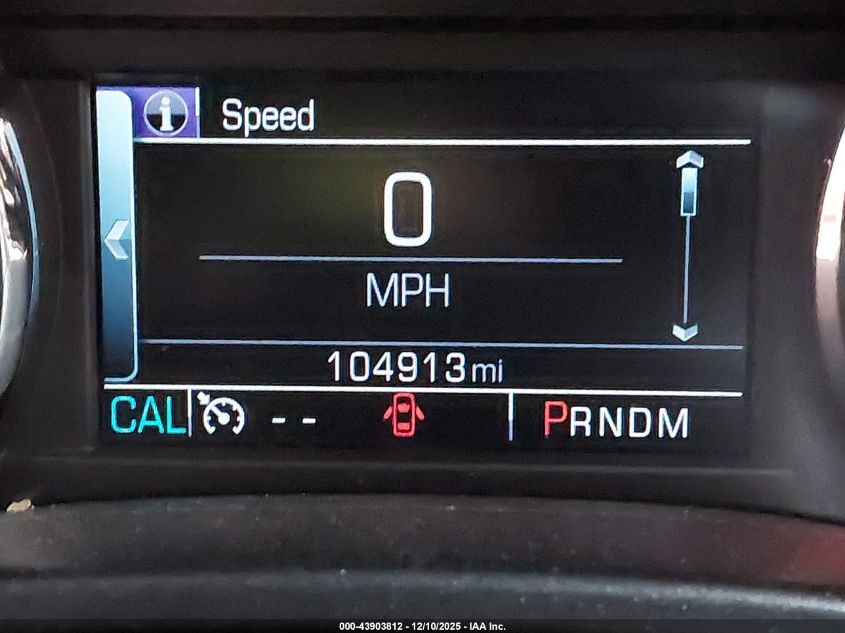 Speed
0
MPH
104913mi
CAL -- PRNDM
000-43903812 - 12/10/2025 - IAA Inc.